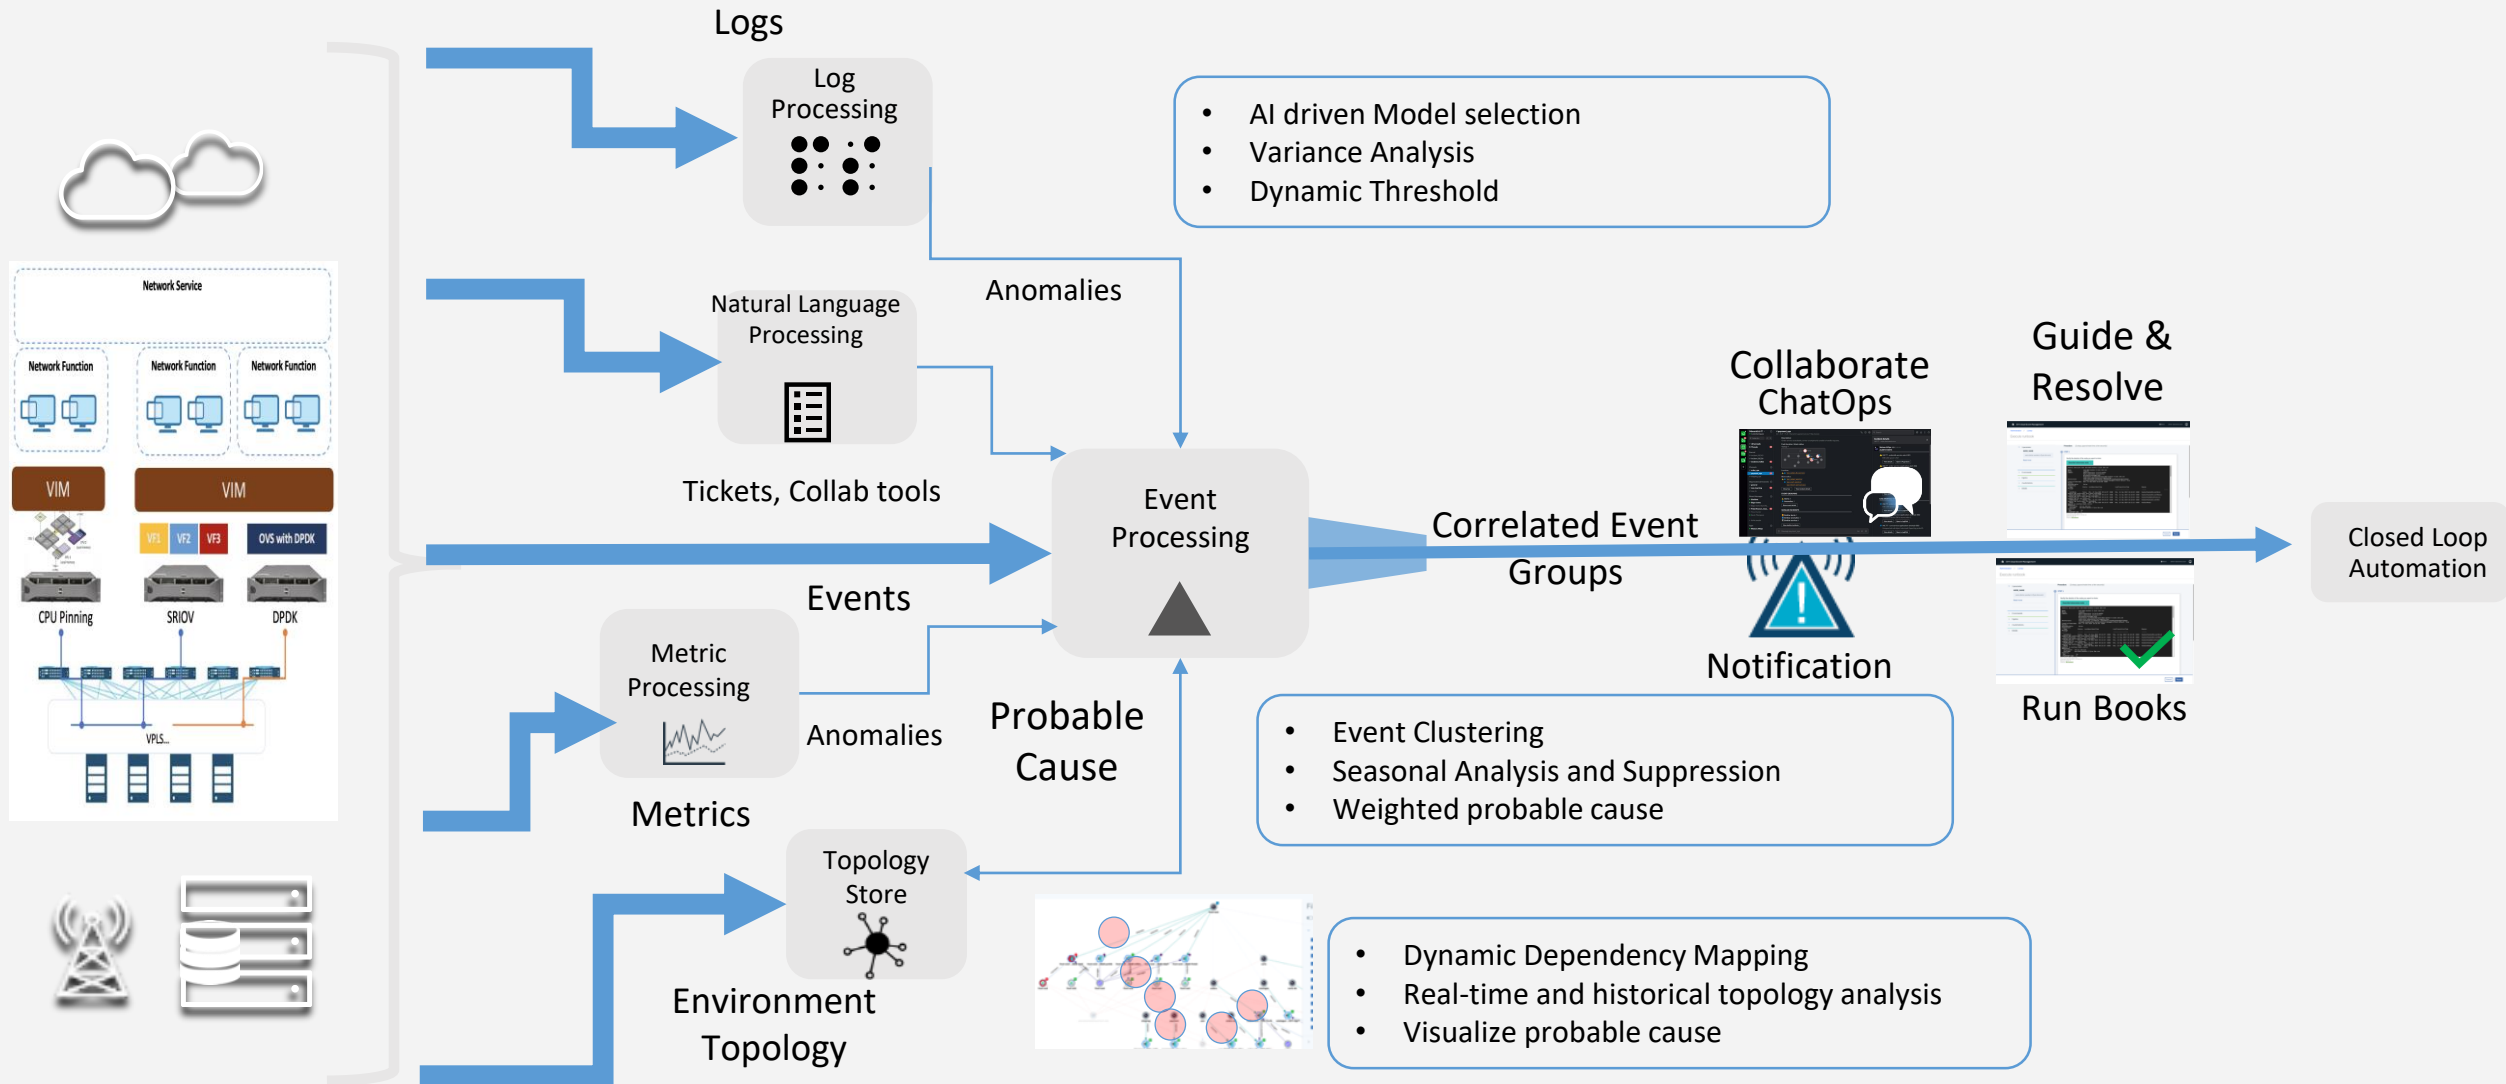 Logs
Log
Processing
• AI driven Model selection
• Variance Analysis
• Dynamic Threshold
Anomalies
Natural Language
Processing
Tickets, Collab tools
Network Service
Network Function
Network Function
Network Function
VIM
VIM
VF1
VF2
VF3
OVS with DPDK
CPU Pinning
SRIOV
DPDK
VPLS...
Event
Processing
Events
Metric
Processing
Anomalies
Metrics
Probable
Cause
Topology
Store
Environment
Topology
Correlated Event
Groups
Collaborate
ChatOps
Notification
Guide &
Resolve
Run Books
Closed Loop
Automation
• Event Clustering
• Seasonal Analysis and Suppression
• Weighted probable cause
• Dynamic Dependency Mapping
• Real-time and historical topology analysis
• Visualize probable cause